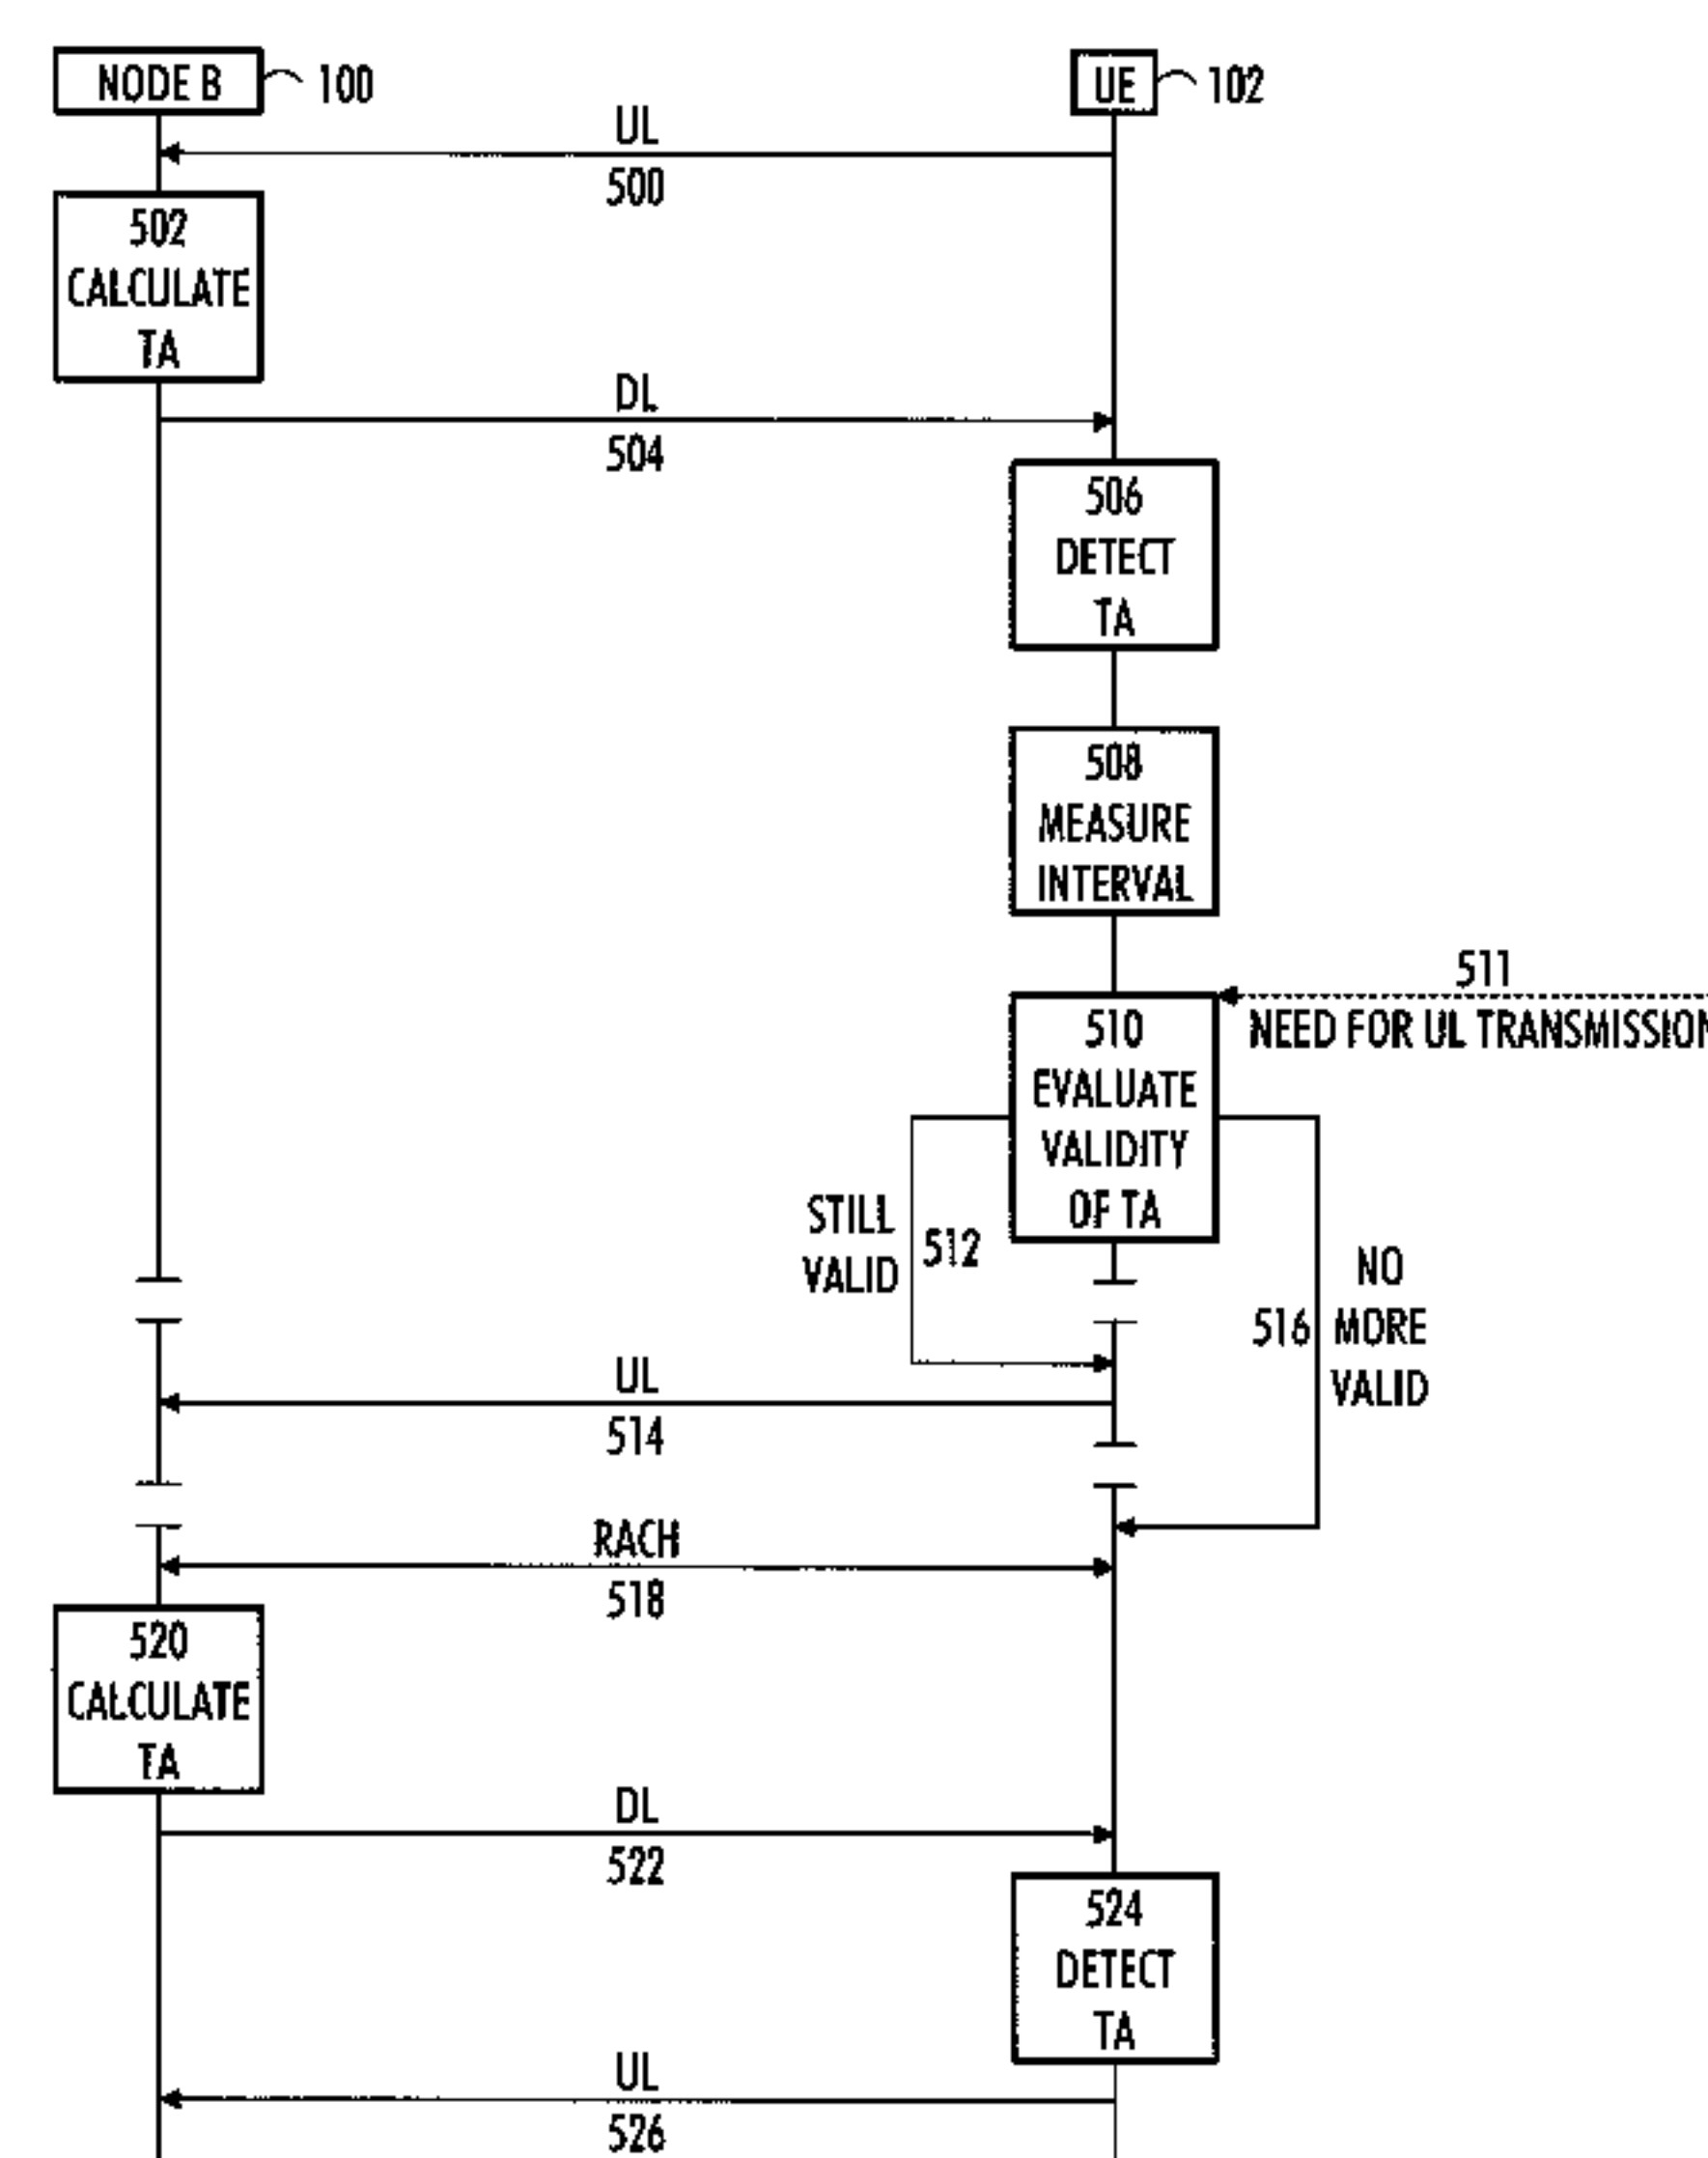 NODE B 100
UE 102
UL
500
502
CALCULATE
TA
DL
504
506
DETECT
TA
508
MEASURE
INTERVAL
511
NEED FOR UL TRANSMISSION
510
EVALUATE
VALIDITY
OF TA
STILL
VALID
512
NO
MORE
VALID
516
UL
514
RACH
518
520
CALCULATE
TA
DL
522
524
DETECT
TA
UL
526